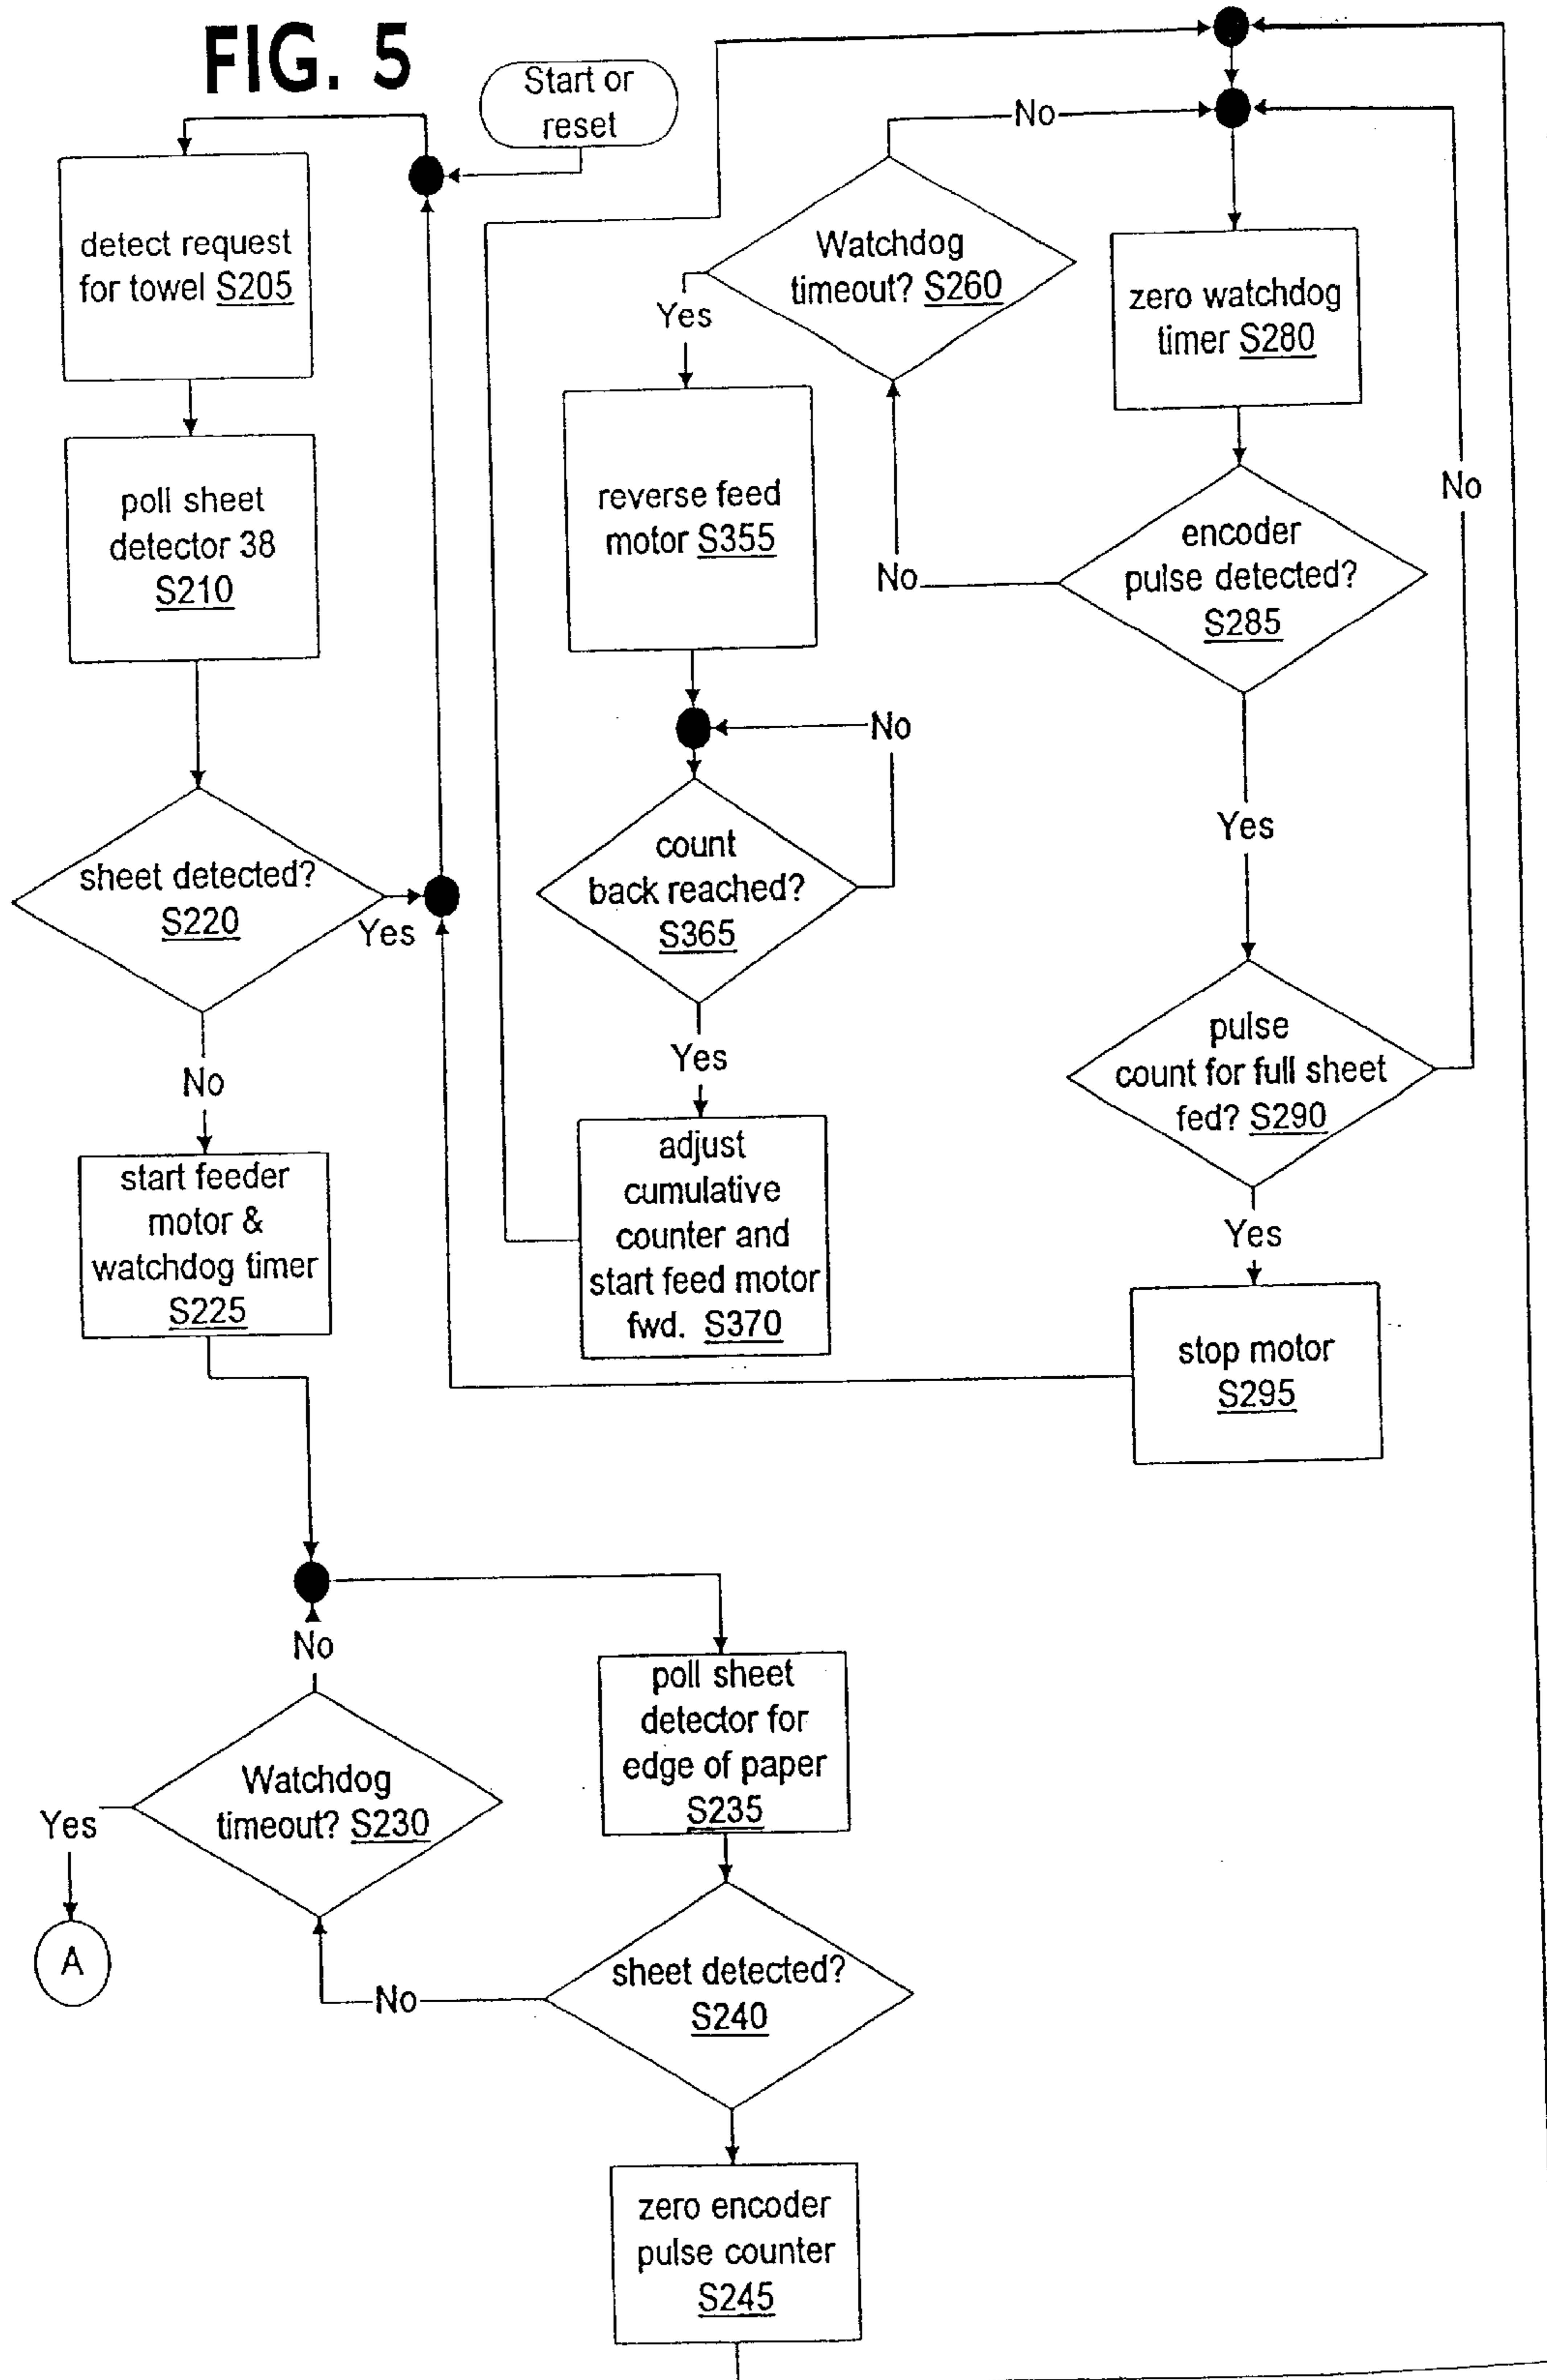 FIG. 5
Start or
reset
detect request
for towel S205
poll sheet
detector 38
S210
sheet detected?
S220
Yes
No
start feeder
motor &
watchdog timer
S225
No
Watchdog
timeout? S260
Yes
reverse feed
motor S355
No
count
back reached?
S365
Yes
adjust
cumulative
counter and
start feed motor
fwd. S370
zero watchdog
timer S280
encoder
pulse detected?
S285
No
Yes
No
pulse
count for full sheet
fed? S290
Yes
stop motor
S295
No
Watchdog
timeout? S230
Yes
A
poll sheet
detector for
edge of paper
S235
sheet detected?
S240
No
zero encoder
pulse counter
S245